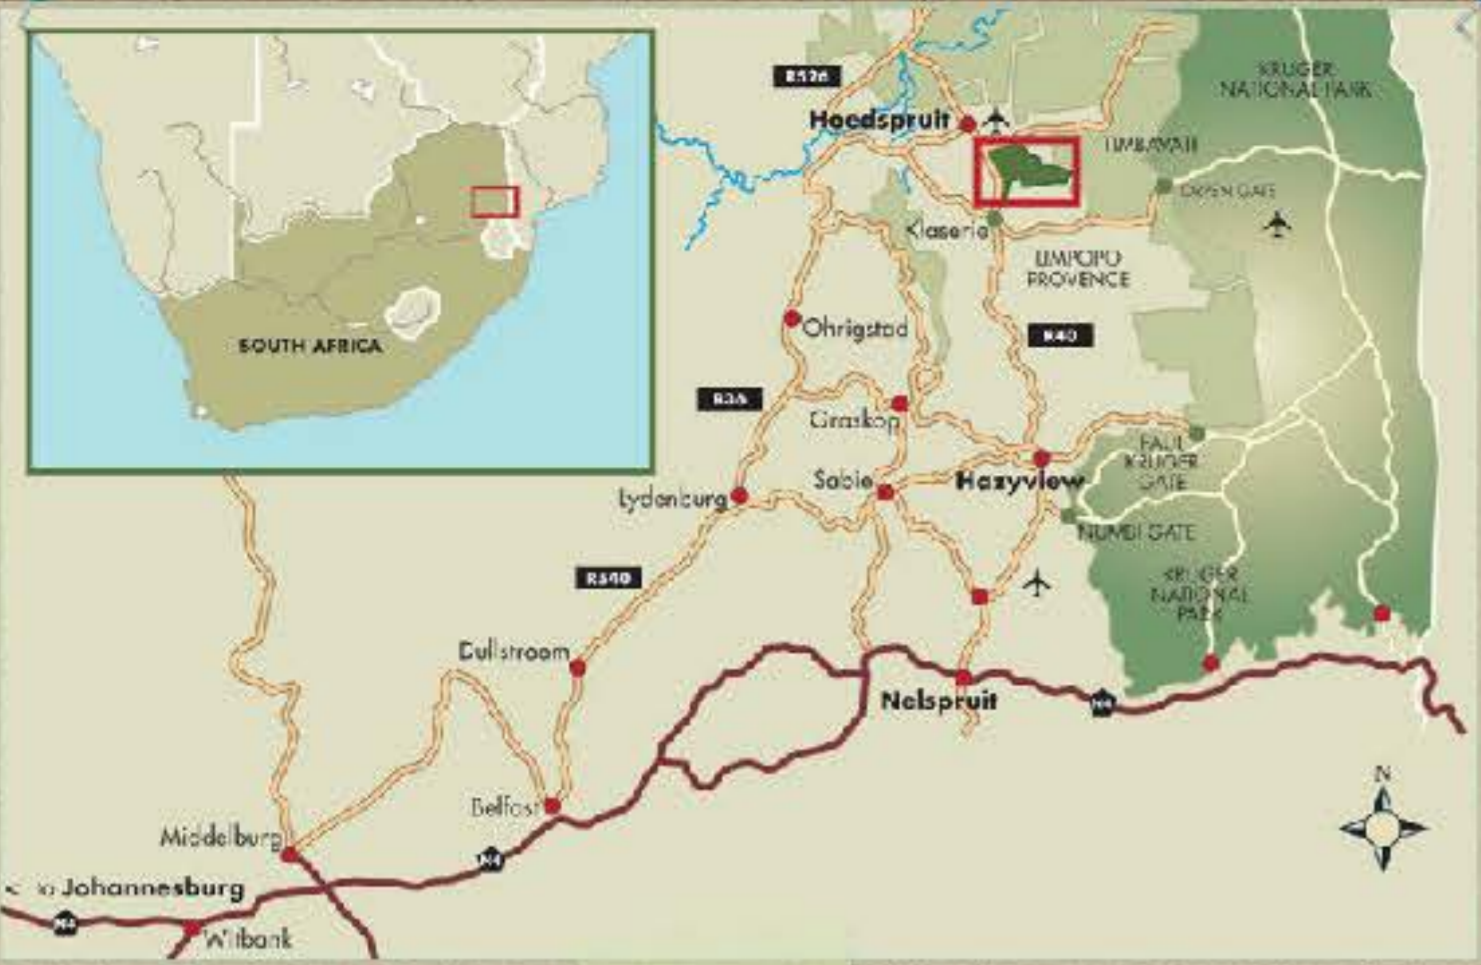 SOUTH AFRICA
KRUGER
NATIONAL PARK
R526
Hoedspruit
TIMBAVATI
ORPEN GATE
Klaserie
LIMPOPO
PROVENCE
Ohrigstad
R40
R36
Graskop
PAUL
KRUGER
GATE
Sabie
Hazyview
Lydenburg
NUMBI GATE
R540
KRUGER
NATIONAL
PARK
Dullstroom
Nelspruit
N4
N
Belfast
Middelburg
N4
< to Johannesburg
N4
Witbank